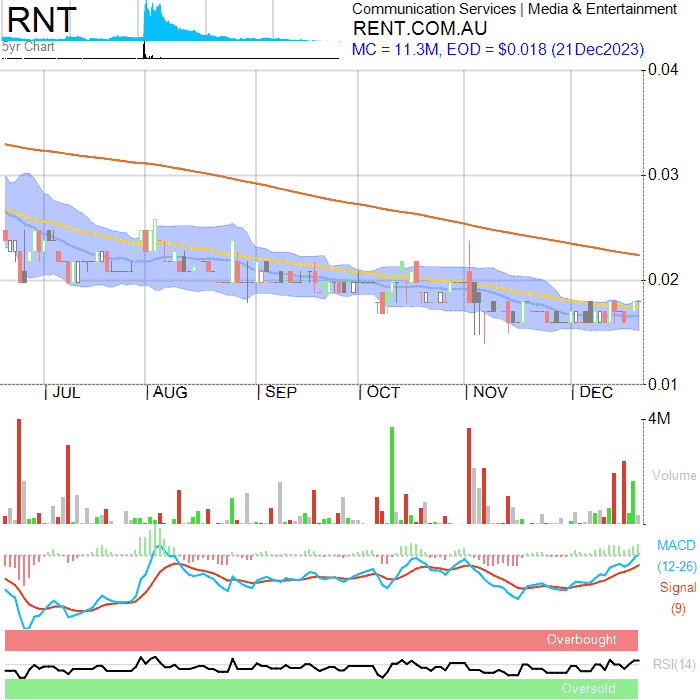 RNT
5yr Chart
Communication Services | Media & Entertainment
RENT.COM.AU
MC = 11.3M, EOD = $0.018 (21Dec2023)
0.04
0.03
0.02
0.01
JUL AUG SEP OCT NOV DEC
4M
Volume
MACD
(12-26)
Signal
(9)
Overbought
RSI(14)
Oversold